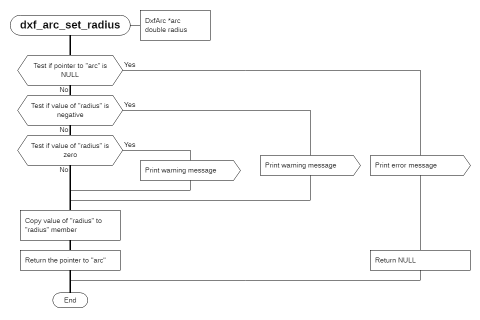 dxf_arc_set_radius
DxfArc *arc
double radius
Test if pointer to "arc" is
NULL
Yes
No
Test if value of "radius" is
negative
Yes
No
Test if value of "radius" is
zero
Yes
No
Print warning message
Print warning message
Print error message
Copy value of "radius" to
"radius" member
Return the pointer to "arc"
Return NULL
End